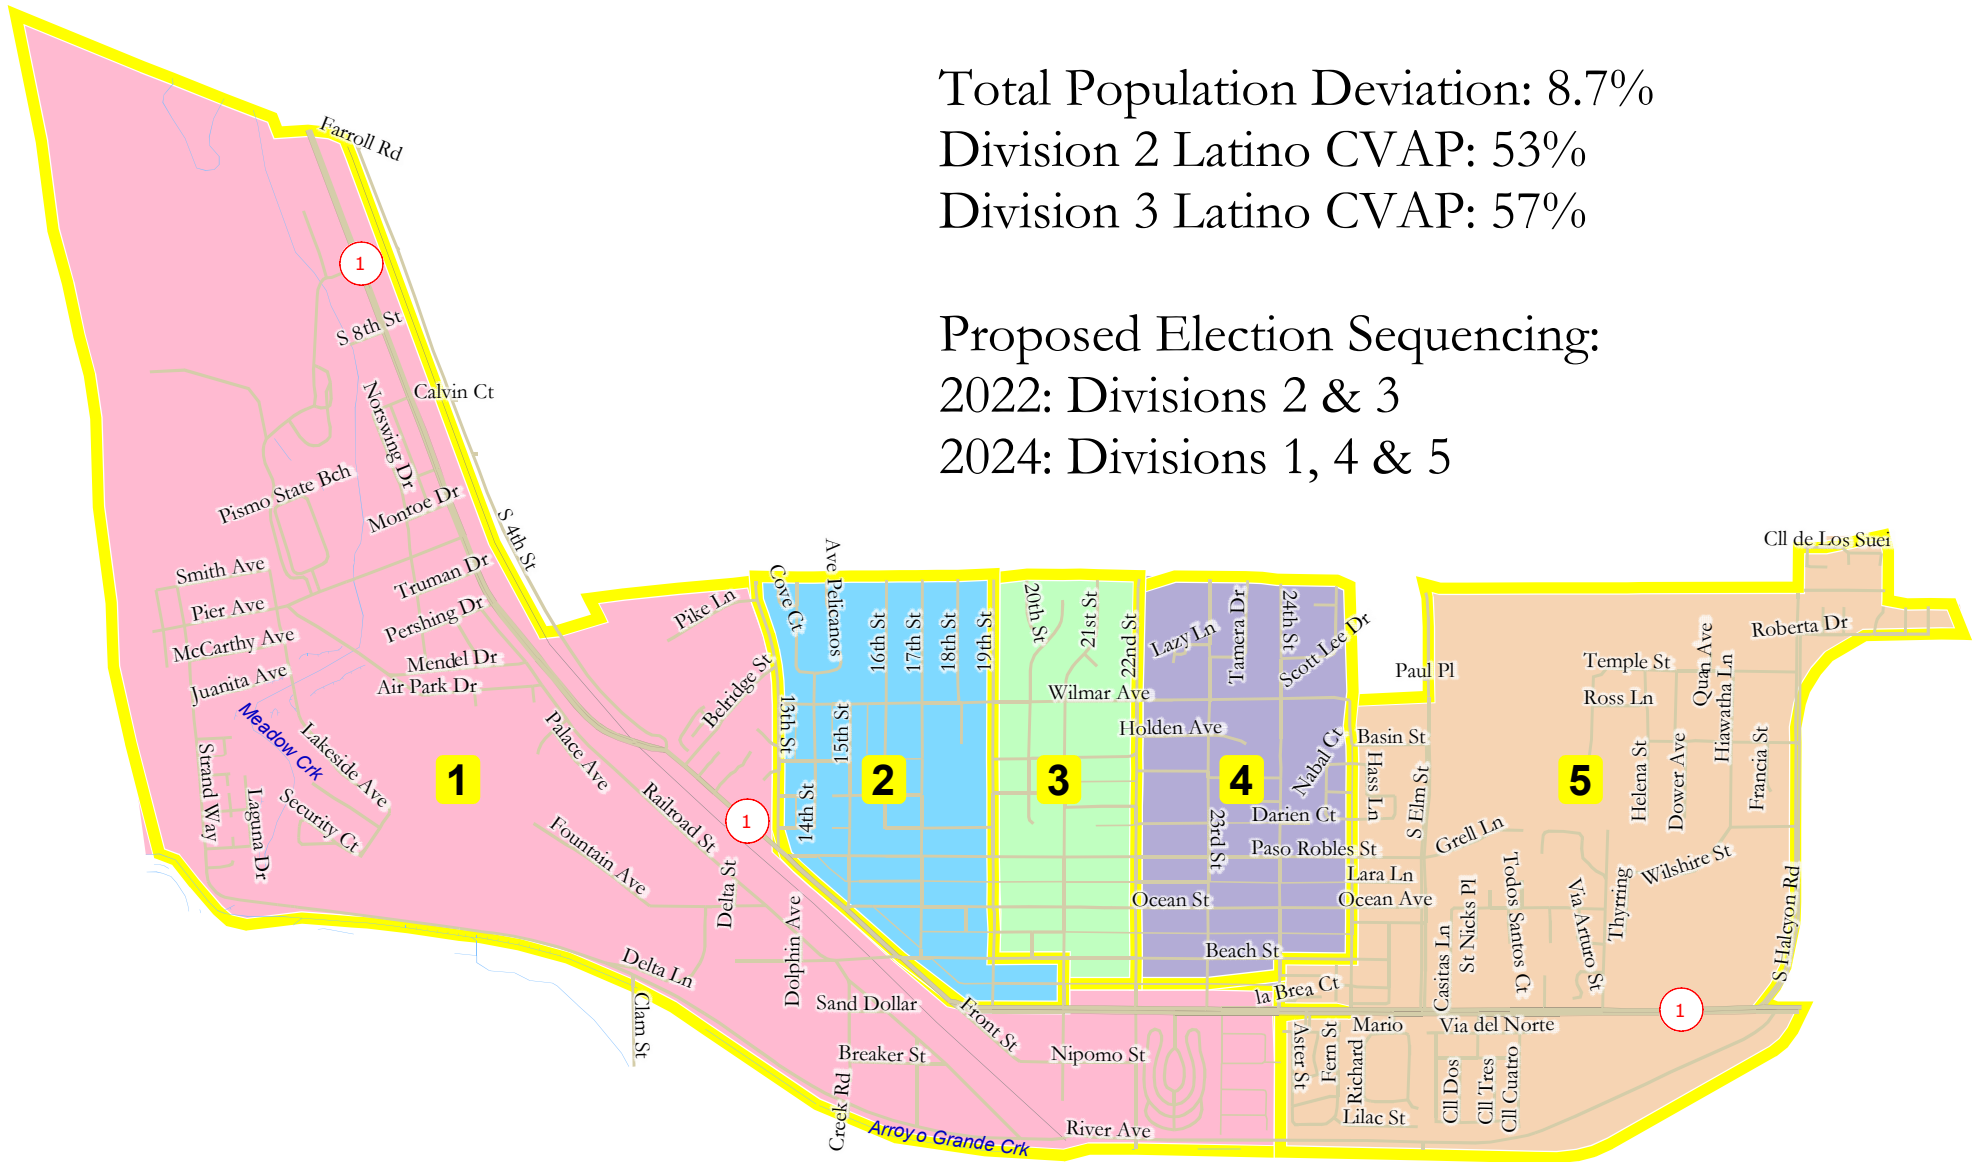 Total Population Deviation: 8.7%
Division 2 Latino CVAP: 53%
Division 3 Latino CVAP: 57%
Proposed Election Sequencing:
2022: Divisions 2 & 3
2024: Divisions 1, 4 & 5
Farroll Rd
1
S 8th St
Calvin Ct
Norswing Dr
Pismo State Bch
Monroe Dr
S 4th St
Smith Ave
Truman Dr
Pier Ave
Pershing Dr
McCarthy Ave
Mendel Dr
Juanita Ave
Air Park Dr
Meadow Crk
Lakeside Ave
Strand Way
Laguna Dr
Security Ct
1
Palace Ave
Railroad St
Fountain Ave
Delta St
Dolphin Ave
Delta Ln
Clam St
Sand Dollar
Breaker St
Creek Rd
Arroyo Grande Crk
Front St
Nipomo St
River Ave
Pike Ln
Belridge St
1
Cove Ct
Ave Pelicanos
13th St
14th St
15th St
16th St
17th St
18th St
19th St
2
20th St
21st St
22nd St
Wilmar Ave
3
Lazy Ln
Tamera Dr
24th St
Scott Lee Dr
Holden Ave
Nabal Ct
4
23rd St
Darien Ct
Paso Robles St
Lara Ln
Ocean St
Ocean Ave
Beach St
la Brea Ct
Paul Pl
Basin St
Hass Ln
S Elm St
Grell Ln
5
Cll de Los Suei
Roberta Dr
Temple St
Ross Ln
Quan Ave
Hiawatha Ln
Helena St
Dower Ave
Francia St
Wilshire St
Thyrring
Via Arturo St
Todos Santos Ct
St Nicks Pl
Casitas Ln
S Halcyon Rd
1
Aster St
Fern St
Richard
Mario
Via del Norte
Cll Dos
Cll Tres
Cll Cuatro
Lilac St